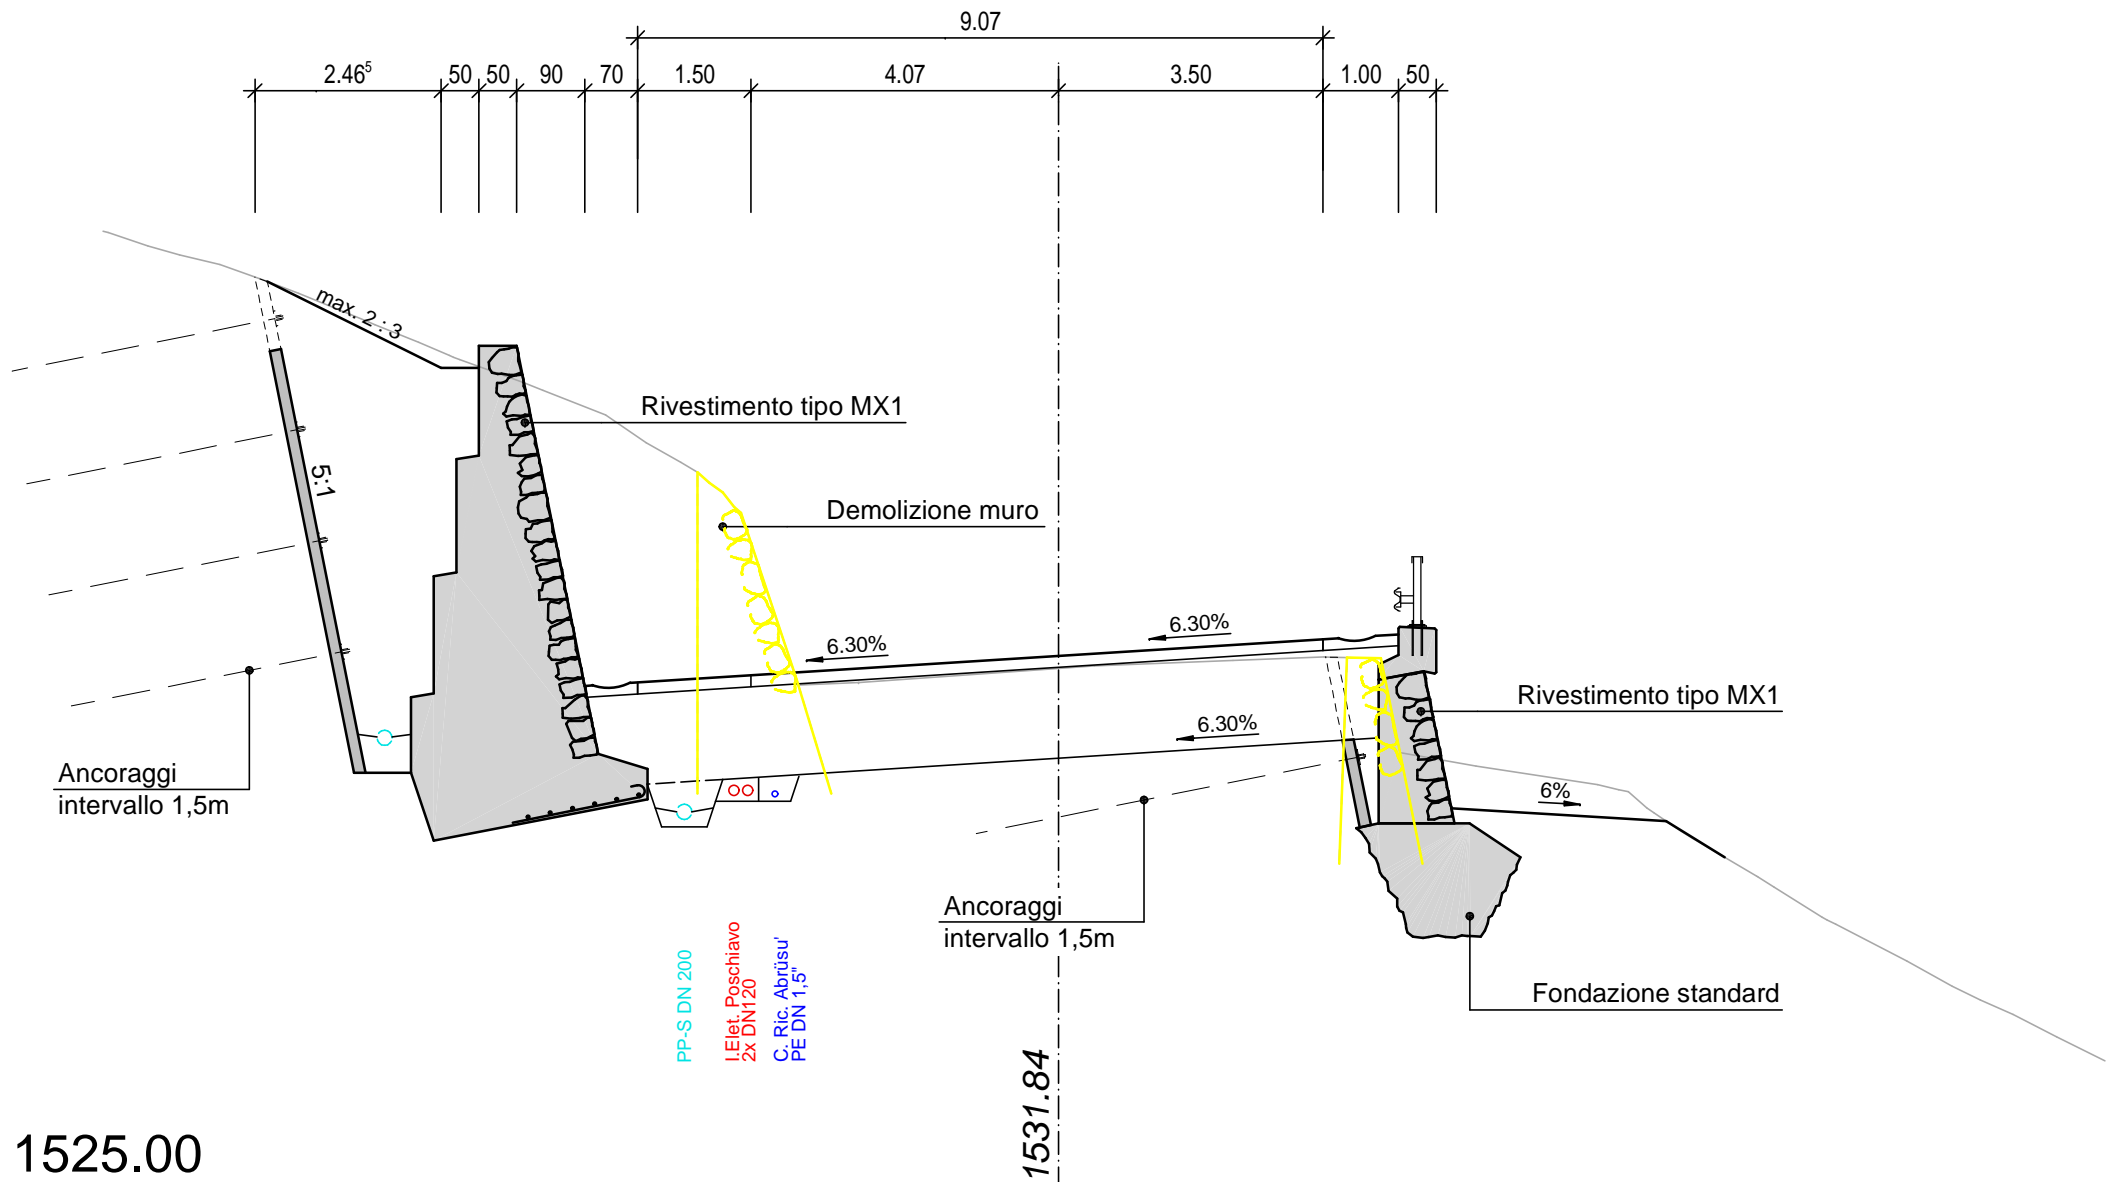 9.07
2.46⁵ 50 50 90 70 1.50 4.07 3.50 1.00 50
max. 2 : 3
Rivestimento tipo MX1
5:1
Demolizione muro
6.30%
6.30%
Rivestimento tipo MX1
6.30%
Ancoraggi
intervallo 1,5m
6%
Ancoraggi
intervallo 1,5m
PP-S DN 200
I.Elet. Poschiavo
2x DN120
C. Ric. Abrüsu'
PE DN 1,5"
Fondazione standard
1531.84
1525.00